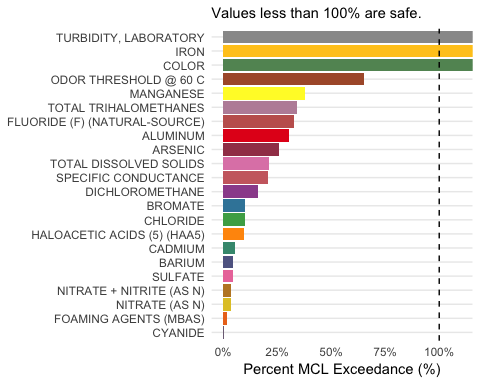 Values less than 100% are safe.
TURBIDITY, LABORATORY
IRON
COLOR
ODOR THRESHOLD @ 60 C
MANGANESE
TOTAL TRIHALOMETHANES
FLUORIDE (F) (NATURAL-SOURCE)
ALUMINUM
ARSENIC
TOTAL DISSOLVED SOLIDS
SPECIFIC CONDUCTANCE
DICHLOROMETHANE
BROMATE
CHLORIDE
HALOACETIC ACIDS (5) (HAA5)
CADMIUM
BARIUM
SULFATE
NITRATE + NITRITE (AS N)
NITRATE (AS N)
FOAMING AGENTS (MBAS)
CYANIDE
0% 25% 50% 75% 100%
Percent MCL Exceedance (%)